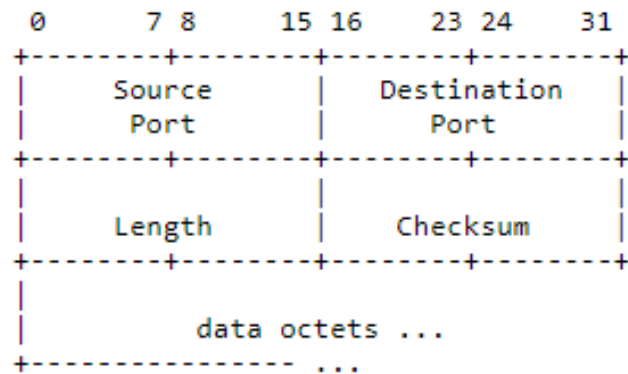 0      7 8     15 16    23 24    31
+--------+--------+--------+--------+
|     Source      |   Destination   |
|      Port       |      Port       |
+--------+--------+--------+--------+
|                 |                 |
|     Length      |    Checksum     |
+--------+--------+--------+--------+
|
|          data octets ...
+---------------- ...